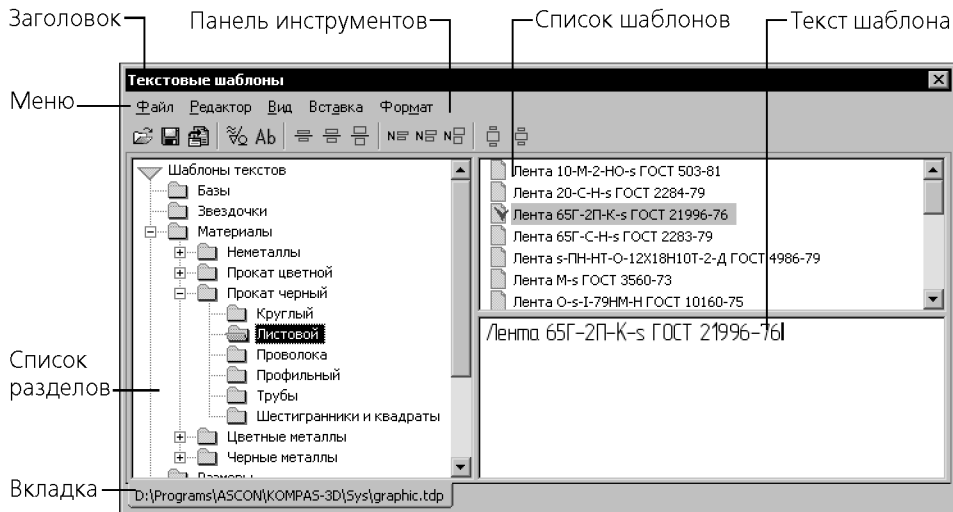 Заголовок
Панель инструментов
Список шаблонов
Текст шаблона
Текстовые шаблоны
Меню
Файл Редактор Вид Вставка Формат
Ab
N N N
Шаблоны текстов
Базы
Звездочки
Материалы
Неметаллы
Прокат цветной
Прокат черный
Круглый
Листовой
Проволока
Профильный
Трубы
Шестигранники и квадраты
Цветные металлы
Черные металлы
Размеры
Лента 10-М-2-НО-s ГОСТ 503-81
Лента 20-С-Н-s ГОСТ 2284-79
Лента 65Г-2П-К-s ГОСТ 21996-76
Лента 65Г-С-Н-s ГОСТ 2283-79
Лента s-ПН-НТ-О-12Х18Н10Т-2-Д ГОСТ 4986-79
Лента М-s ГОСТ 3560-73
Лента О-s-I-79НМ-Н ГОСТ 10160-75
Лента 65Г-2П-К-s ГОСТ 21996-76
Список
разделов
Вкладка
D:\Programs\ASCON\KOMPAS-3D\Sys\graphic.tdp